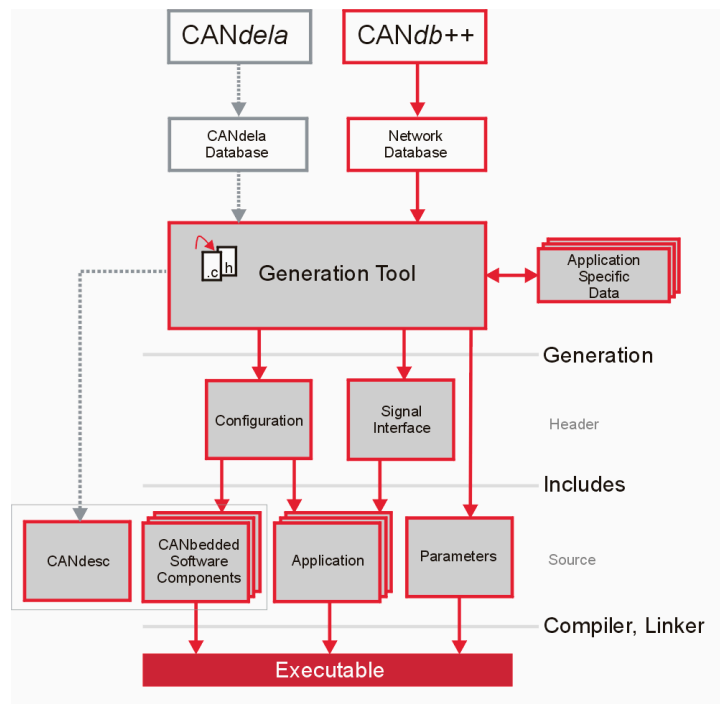 CANdela
CANdb++
CANdela
Database
Network
Database
.c
h
Generation Tool
Application
Specific
Data
Generation
Configuration
Signal
Interface
Header
Includes
CANdesc
CANbedded
Software
Components
Application
Parameters
Source
Compiler, Linker
Executable